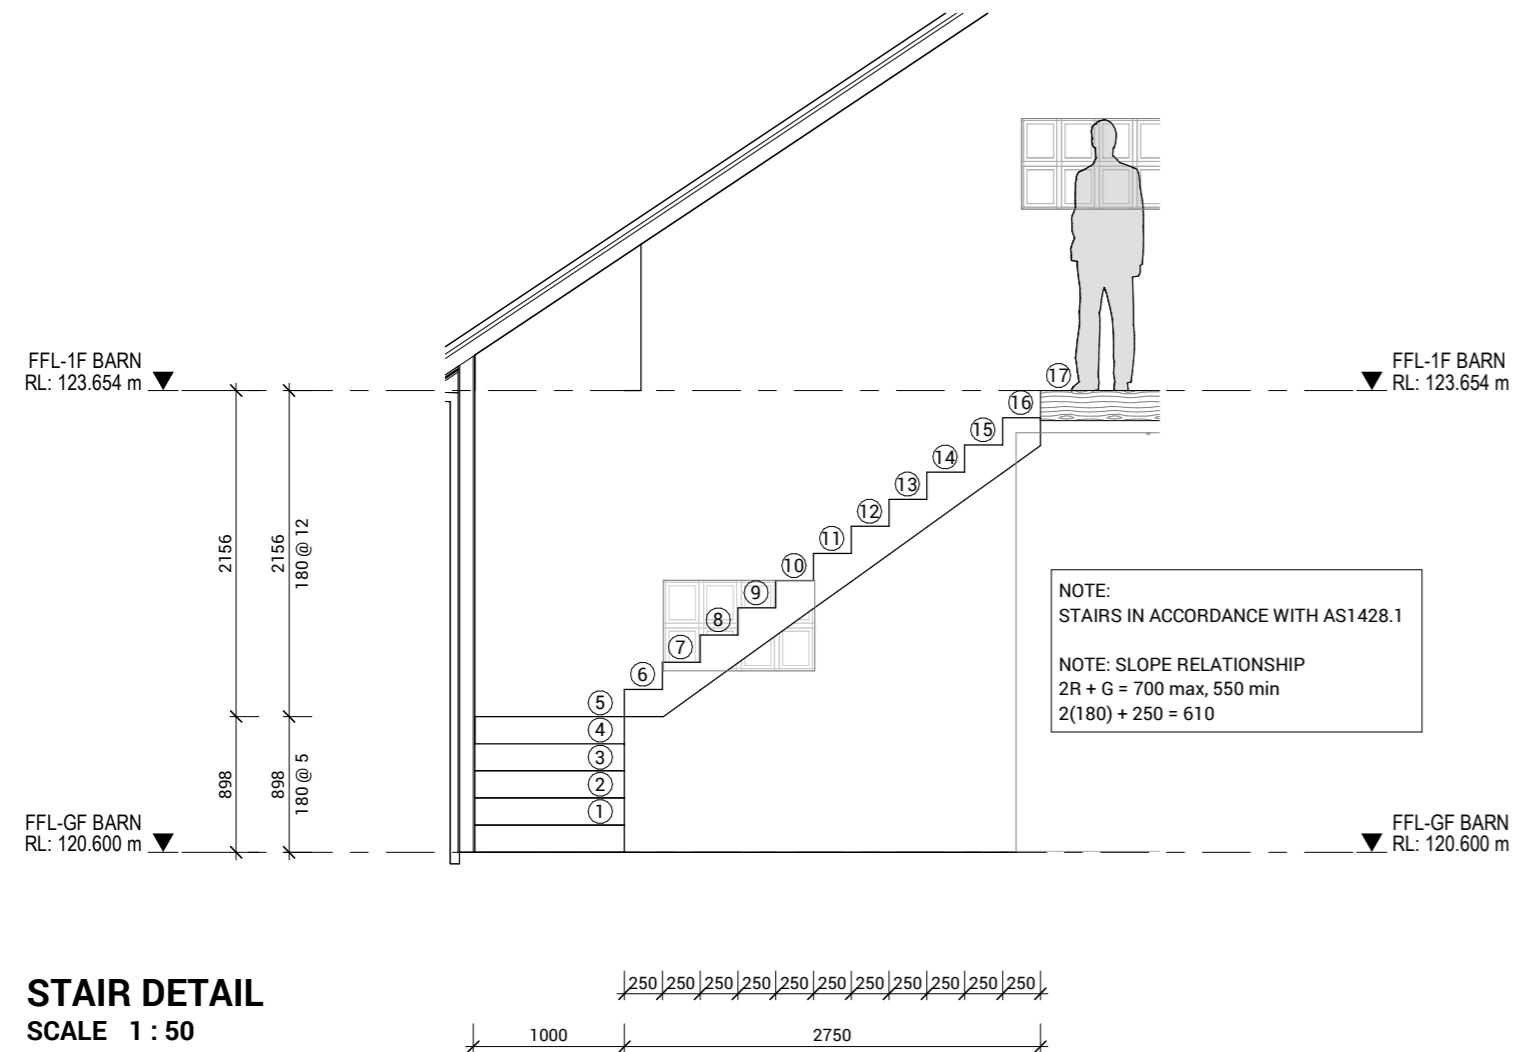 FFL-1F BARN
RL: 123.654 m
FFL-1F BARN
RL: 123.654 m
17
16
15
14
13
12
11
10
9
8
7
6
5
4
3
2
1
2156
2156
180 @ 12
898
898
180 @ 5
NOTE:
STAIRS IN ACCORDANCE WITH AS1428.1
NOTE: SLOPE RELATIONSHIP
2R + G = 700 max, 550 min
2(180) + 250 = 610
FFL-GF BARN
RL: 120.600 m
FFL-GF BARN
RL: 120.600 m
STAIR DETAIL
SCALE 1 : 50
250 250 250 250 250 250 250 250 250 250 250
1000
2750